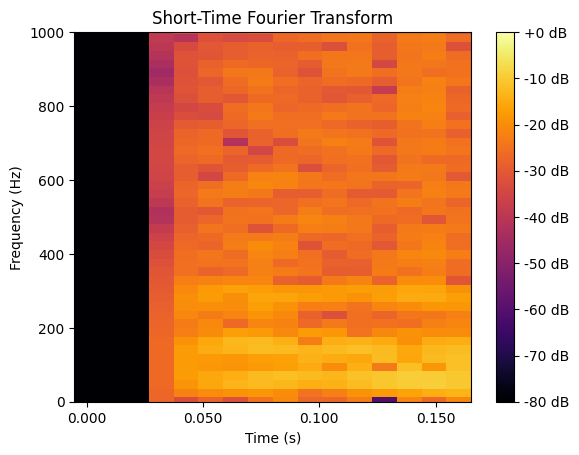 Short-Time Fourier Transform
Frequency (Hz)
1000
800
600
400
200
0
0.000
0.050
0.100
0.150
Time (s)
+0 dB
-10 dB
-20 dB
-30 dB
-40 dB
-50 dB
-60 dB
-70 dB
-80 dB